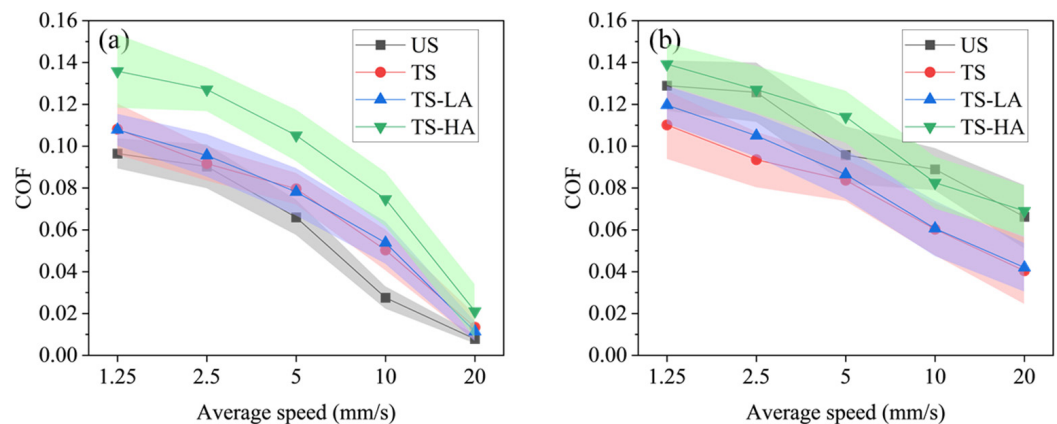 (a)
US
TS
TS-LA
TS-HA
COF
0.16
0.14
0.12
0.10
0.08
0.06
0.04
0.02
0.00
1.25 2.5 5 10 20
Average speed (mm/s)
(b)
US
TS
TS-LA
TS-HA
COF
0.16
0.14
0.12
0.10
0.08
0.06
0.04
0.02
0.00
1.25 2.5 5 10 20
Average speed (mm/s)